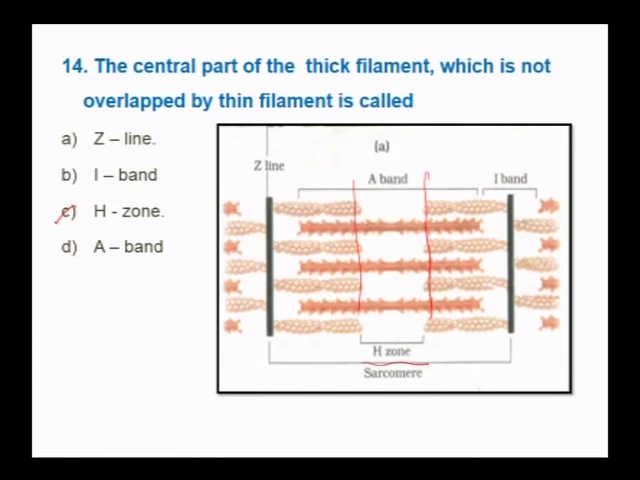 14. The central part of the thick filament, which is not
overlapped by thin filament is called
a) Z – line.
b) I – band
c) H - zone.
d) A – band
(a)
Z line
A band
I band
H zone
Sarcomere